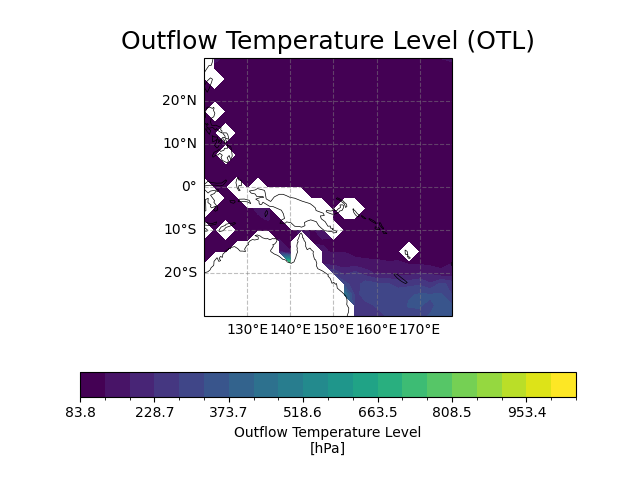 Outflow Temperature Level (OTL)
20°N
10°N
0°
10°S
20°S
130°E 140°E 150°E 160°E 170°E
83.8 228.7 373.7 518.6 663.5 808.5 953.4
Outflow Temperature Level
[hPa]